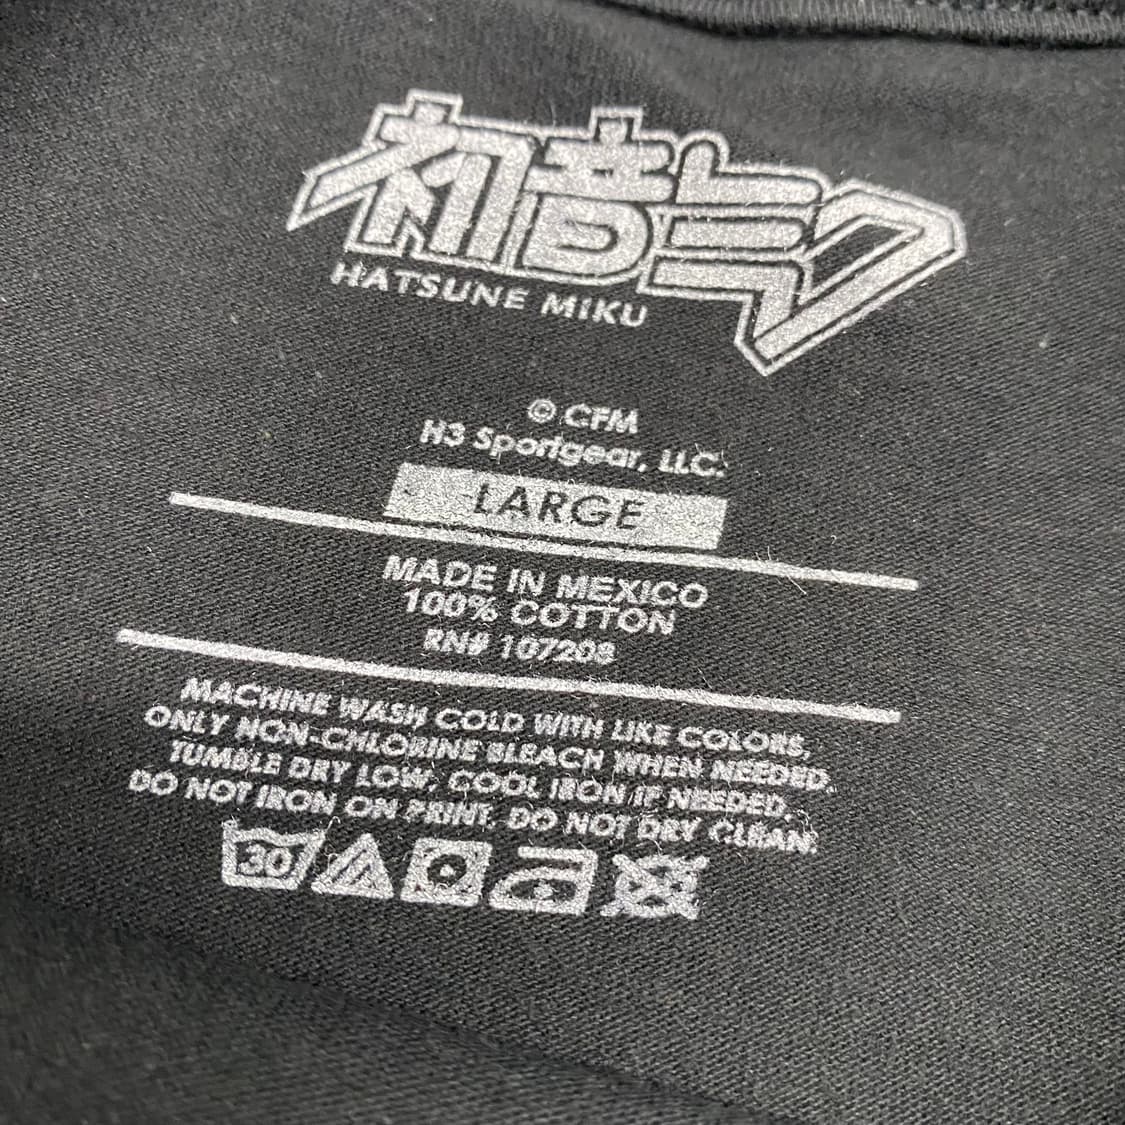 初音ミク
HATSUNE MIKU
© CFM
H3 Sportgear, LLC.
LARGE
MADE IN MEXICO
100% COTTON
RN# 107208
MACHINE WASH COLD WITH LIKE COLORS,
ONLY NON-CHLORINE BLEACH WHEN NEEDED.
TUMBLE DRY LOW, COOL IRON IF NEEDED.
DO NOT IRON ON PRINT. DO NOT DRY CLEAN.
30